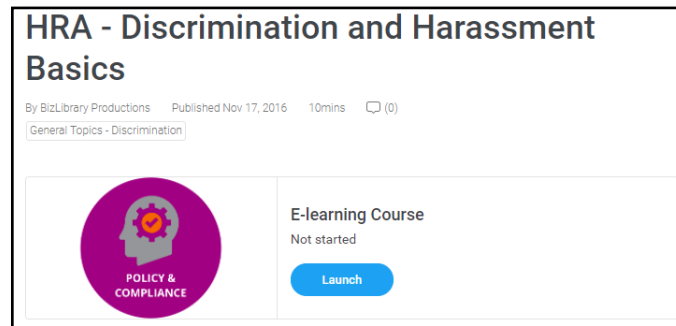 HRA - Discrimination and Harassment
Basics
By BizLibrary Productions Published Nov 17, 2016 10mins (0)
General Topics - Discrimination
POLICY &
COMPLIANCE
E-learning Course
Not started
Launch